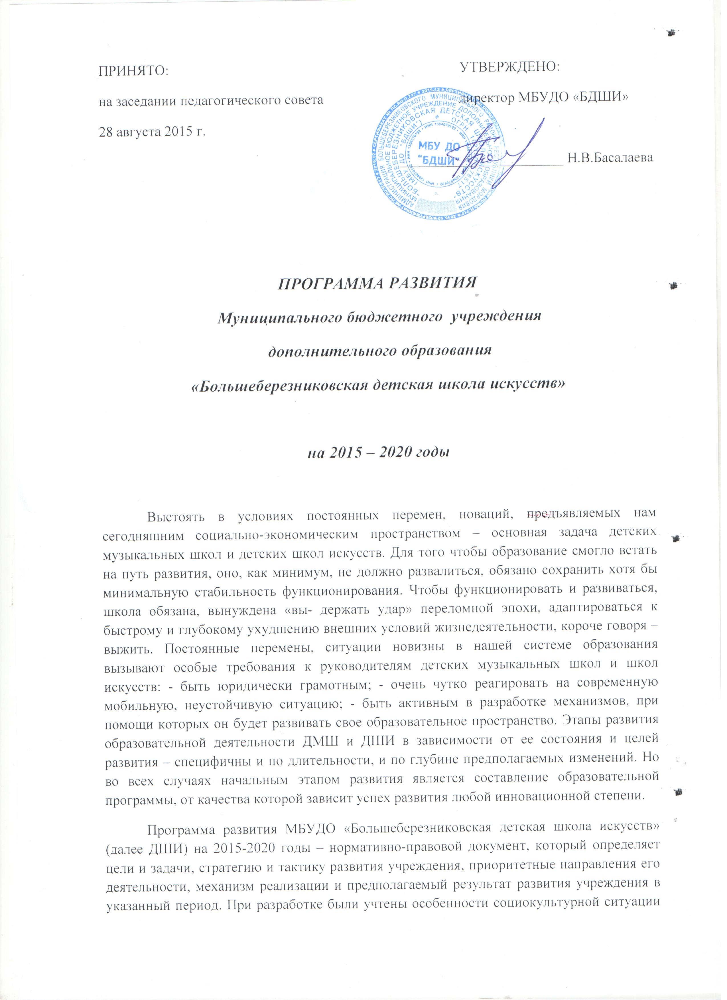 ПРИНЯТО:
УТВЕРЖДЕНО:
на заседании педагогического совета
директор МБУДО «БДШИ»
28 августа 2015 г.
МБУ ДО
"БДШИ"
Н.В.Басалаева
ПРОГРАММА РАЗВИТИЯ
Муниципального бюджетного учреждения
дополнительного образования
«Большеберезниковская детская школа искусств»
на 2015 – 2020 годы
Выстоять в условиях постоянных перемен, новаций, предъявляемых нам
сегодняшним социально-экономическим пространством – основная задача детских
музыкальных школ и детских школ искусств. Для того чтобы образование смогло встать
на путь развития, оно, как минимум, не должно развалиться, обязано сохранить хотя бы
минимальную стабильность функционирования. Чтобы функционировать и развиваться,
школа обязана, вынуждена «вы- держать удар» переломной эпохи, адаптироваться к
быстрому и глубокому ухудшению внешних условий жизнедеятельности, короче говоря –
выжить. Постоянные перемены, ситуации новизны в нашей системе образования
вызывают особые требования к руководителям детских музыкальных школ и школ
искусств: - быть юридически грамотным; - очень чутко реагировать на современную
мобильную, неустойчивую ситуацию; - быть активным в разработке механизмов, при
помощи которых он будет развивать свое образовательное пространство. Этапы развития
образовательной деятельности ДМШ и ДШИ в зависимости от ее состояния и целей
развития – специфичны и по длительности, и по глубине предполагаемых изменений. Но
во всех случаях начальным этапом развития является составление образовательной
программы, от качества которой зависит успех развития любой инновационной степени.
Программа развития МБУДО «Большеберезниковская детская школа искусств»
(далее ДШИ) на 2015-2020 годы – нормативно-правовой документ, который определяет
цели и задачи, стратегию и тактику развития учреждения, приоритетные направления его
деятельности, механизм реализации и предполагаемый результат развития учреждения в
указанный период. При разработке были учтены особенности социокультурной ситуации